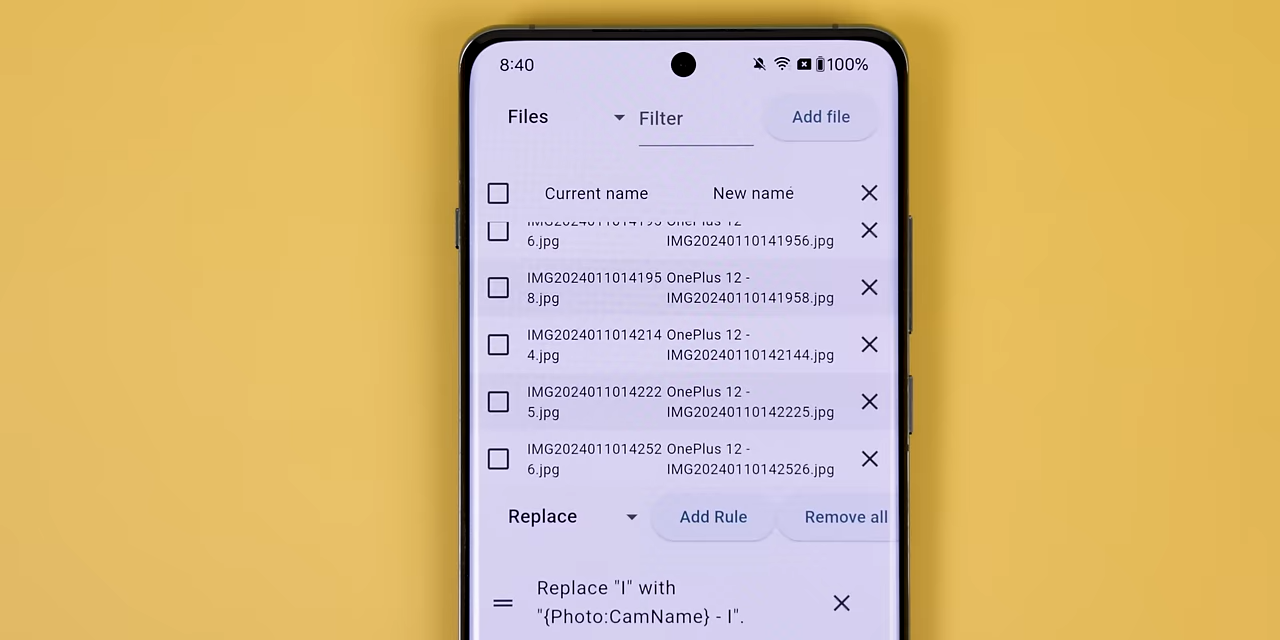 8:40 100%
Files Filter Add file
Current name New name
IMG2024011014195 OnePlus 12 -
6.jpg IMG20240110141956.jpg
IMG2024011014195 OnePlus 12 -
8.jpg IMG20240110141958.jpg
IMG2024011014214 OnePlus 12 -
4.jpg IMG20240110142144.jpg
IMG2024011014222 OnePlus 12 -
5.jpg IMG20240110142225.jpg
IMG2024011014252 OnePlus 12 -
6.jpg IMG20240110142526.jpg
Replace Add Rule Remove all
Replace "I" with
"{Photo:CamName} - I".